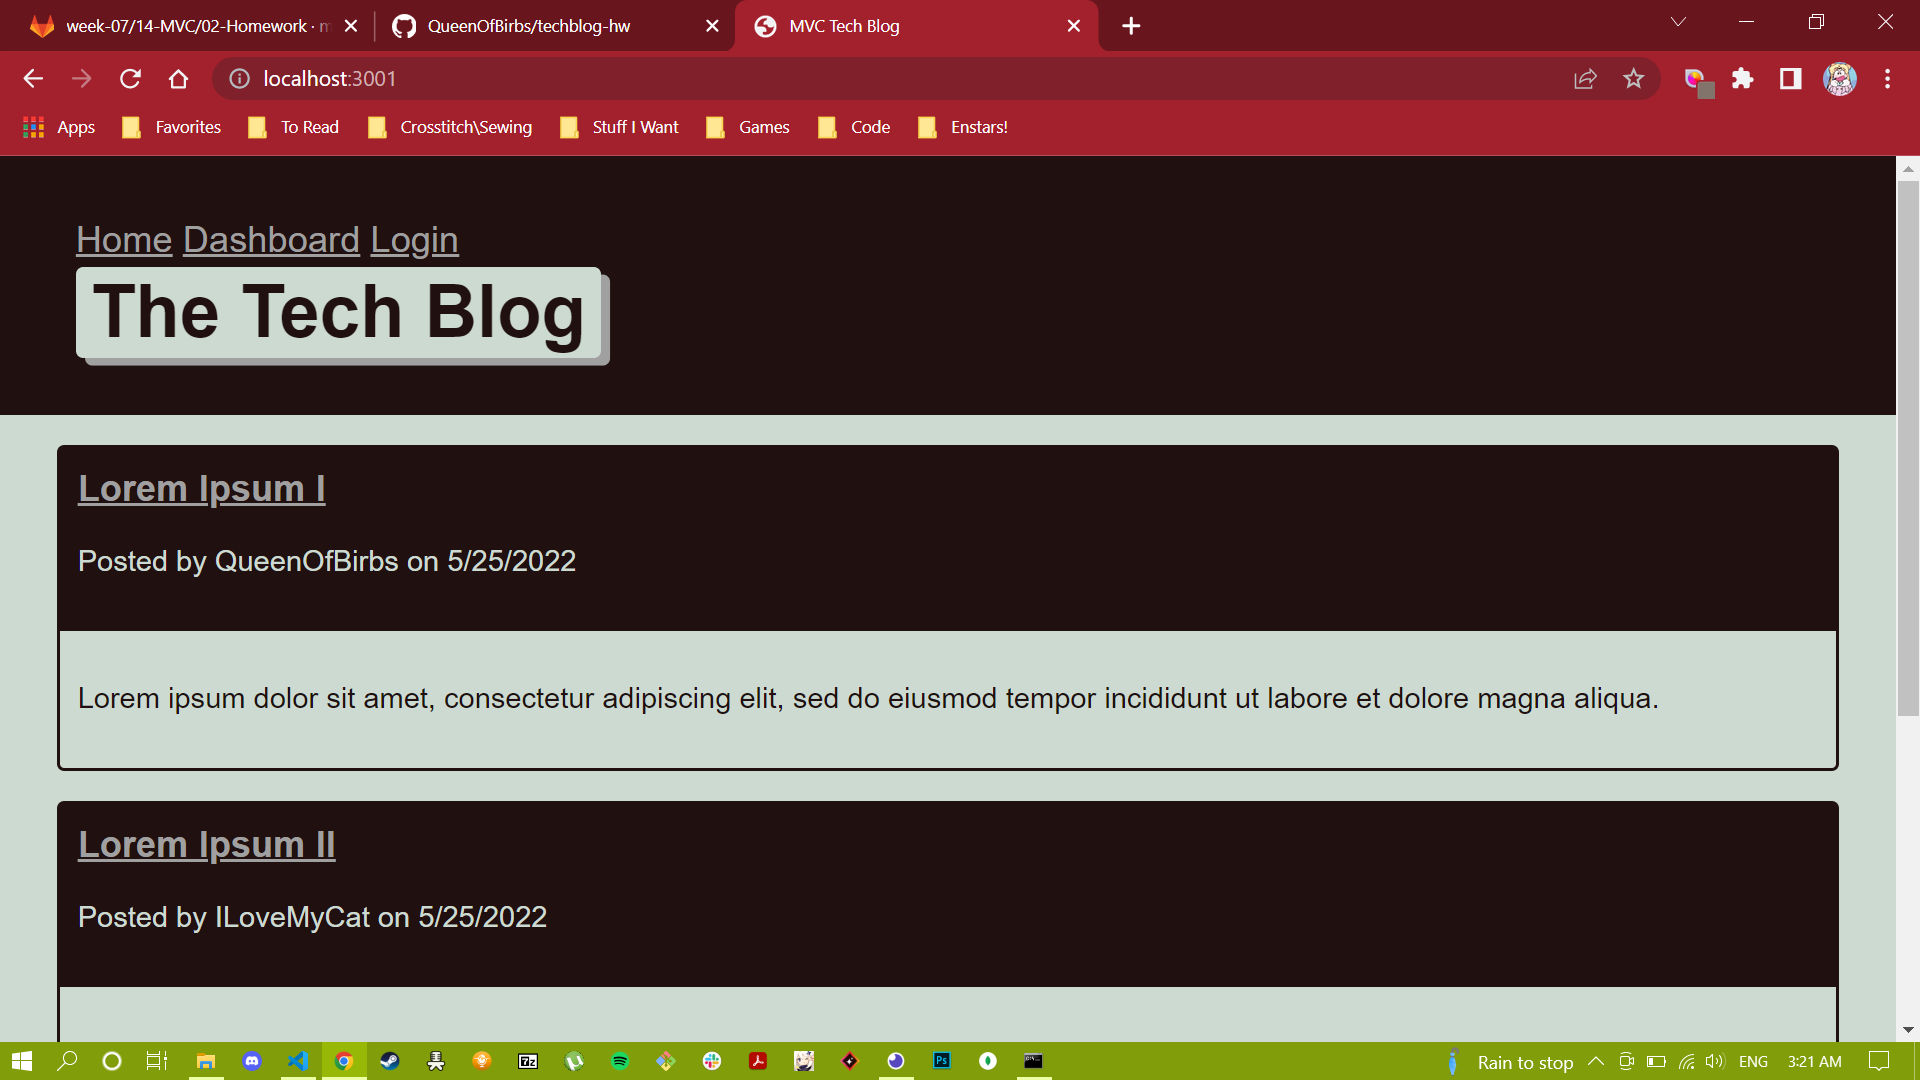 week-07/14-MVC/02-Homework · m
QueenOfBirbs/techblog-hw
MVC Tech Blog
localhost:3001
Apps
Favorites
To Read
Crosstitch\Sewing
Stuff I Want
Games
Code
Enstars!
Home Dashboard Login
The Tech Blog
Lorem Ipsum I
Posted by QueenOfBirbs on 5/25/2022
Lorem ipsum dolor sit amet, consectetur adipiscing elit, sed do eiusmod tempor incididunt ut labore et dolore magna aliqua.
Lorem Ipsum II
Posted by ILoveMyCat on 5/25/2022
7z
Ps
Rain to stop
ENG
3:21 AM